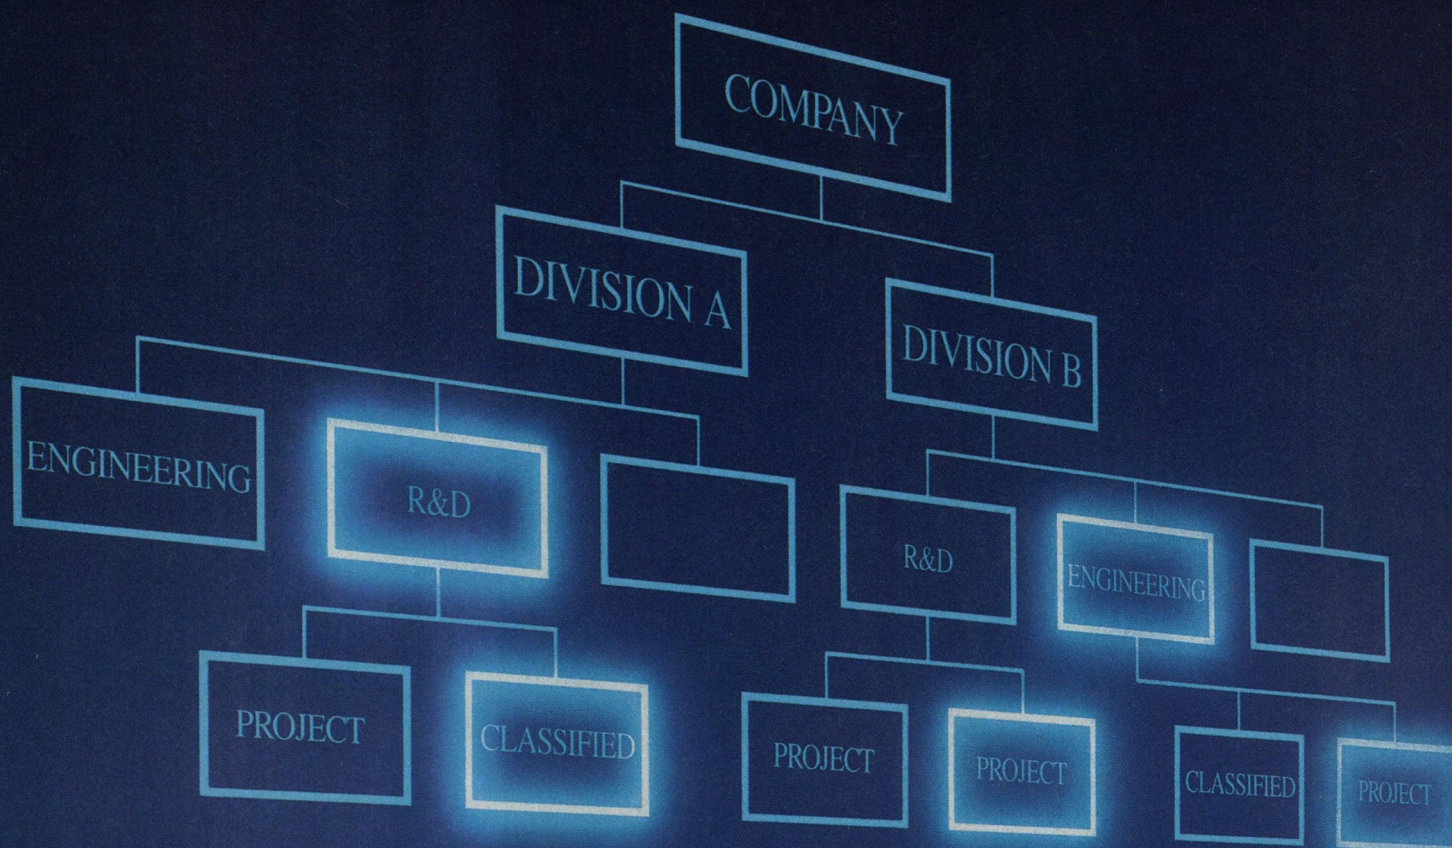 COMPANY
DIVISION A
DIVISION B
ENGINEERING
R&D
R&D
ENGINEERING
PROJECT
CLASSIFIED
PROJECT
PROJECT
CLASSIFIED
PROJECT